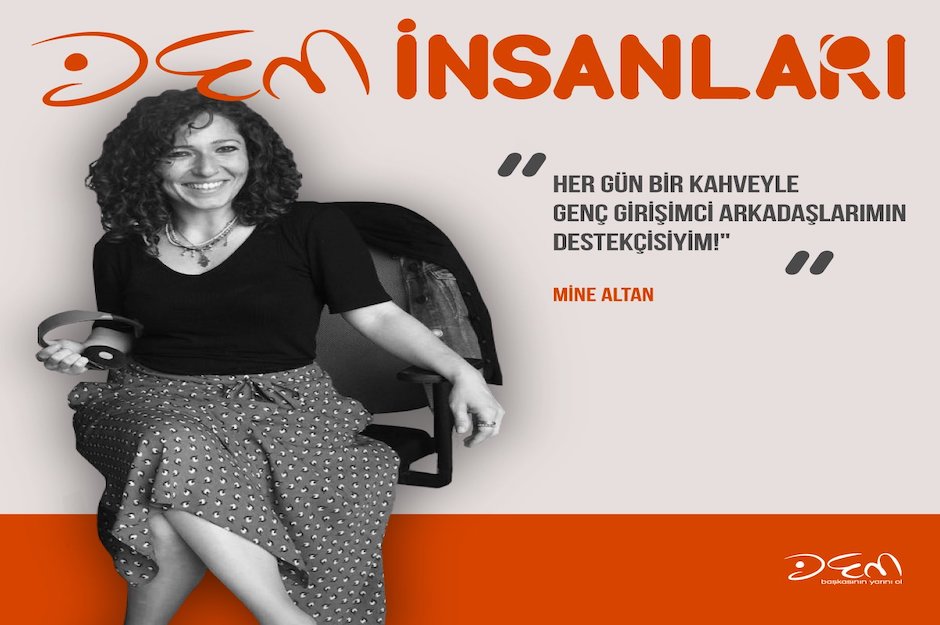 DEM İNSANLARI
"
HER GÜN BİR KAHVEYLE
GENÇ GİRİŞİMCİ ARKADAŞLARIMIN
DESTEKÇİSİYİM!"
"
MİNE ALTAN
DEM
başkasının yarını ol